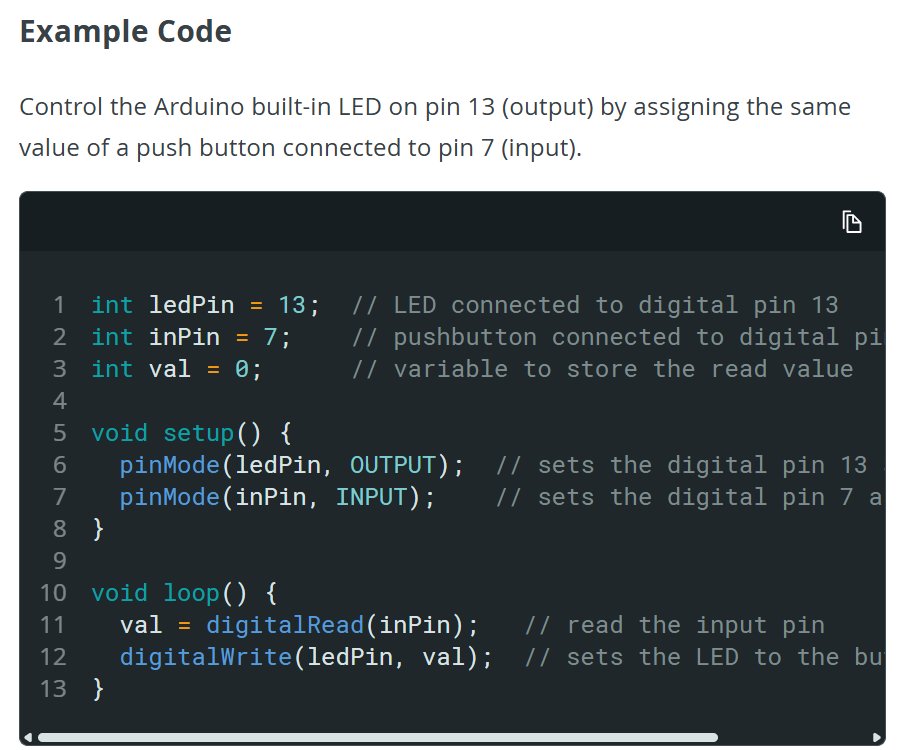 Example Code
Control the Arduino built-in LED on pin 13 (output) by assigning the same
value of a push button connected to pin 7 (input).
1 int ledPin = 13;  // LED connected to digital pin 13
2 int inPin = 7;    // pushbutton connected to digital
3 int val = 0;      // variable to store the read value
4
5 void setup() {
6   pinMode(ledPin, OUTPUT);  // sets the digital pin 13
7   pinMode(inPin, INPUT);    // sets the digital pin 7 a
8 }
9
10 void loop() {
11   val = digitalRead(inPin);   // read the input pin
12   digitalWrite(ledPin, val);  // sets the LED to the
13 }